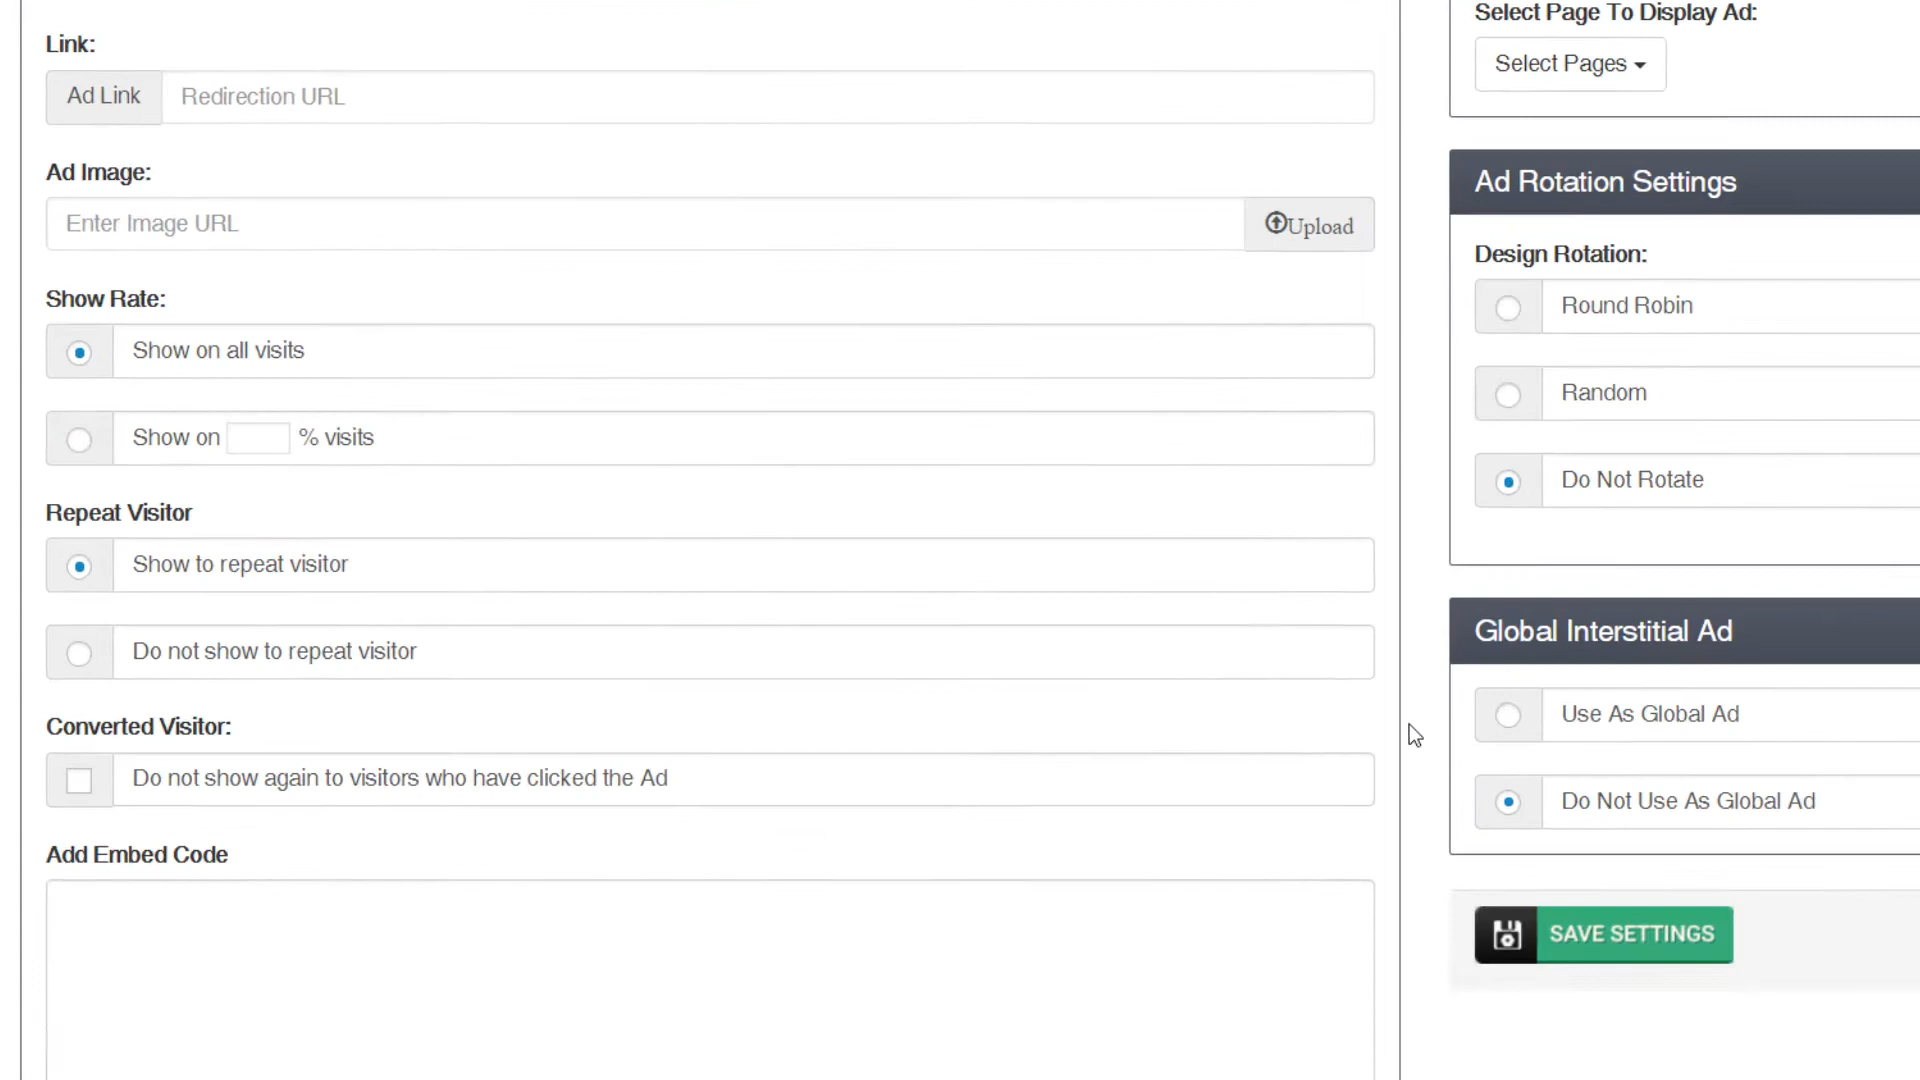 Link:
Ad Link
Redirection URL
Ad Image:
Enter Image URL
Upload
Show Rate:
Show on all visits
Show on % visits
Repeat Visitor
Show to repeat visitor
Do not show to repeat visitor
Converted Visitor:
Do not show again to visitors who have clicked the Ad
Add Embed Code
Select Page To Display Ad:
Select Pages
Ad Rotation Settings
Design Rotation:
Round Robin
Random
Do Not Rotate
Global Interstitial Ad
Use As Global Ad
Do Not Use As Global Ad
SAVE SETTINGS